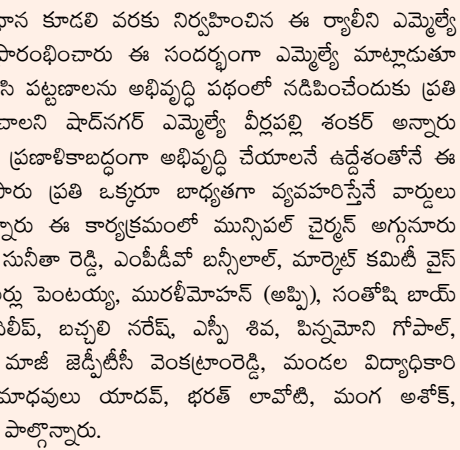 కూడలి వరకు నిర్వహించిన ఈ ర్యాలీని ఎమ్మెల్యే
ఈ సందర్భంగా ఎమ్మెల్యే మాట్లాడుతూ
పట్టణాలను అభివృద్ధి పథంలో నడిపించేందుకు ప్రతి
షాద్‌నగర్ ఎమ్మెల్యే వీర్లపల్లి శంకర్ అన్నారు
ప్రణాళికాబద్ధంగా అభివృద్ధి చేయాలనే ఉద్దేశంతోనే ఈ
ప్రతి ఒక్కరూ బాధ్యతగా వ్యవహరిస్తేనే వార్డులు
ఈ కార్యక్రమంలో మున్సిపల్ చైర్మన్ అగ్గునూరు
సునీతా రెడ్డి, ఎంపీడీవో బన్సీలాల్, మార్కెట్ కమిటీ వైస్
పెంటయ్య, మురళీమోహన్ (అప్పి), సంతోషి బాయ్
బచ్చలి నరేష్, ఎస్పీ శివ, పిన్నమోని గోపాల్,
మాజీ జెడ్పీటీసీ వెంకట్రాంరెడ్డి, మండల విద్యాధికారి
మాధవులు యాదవ్, భరత్ లావోటి, మంగ అశోక్,
పాల్గొన్నారు.